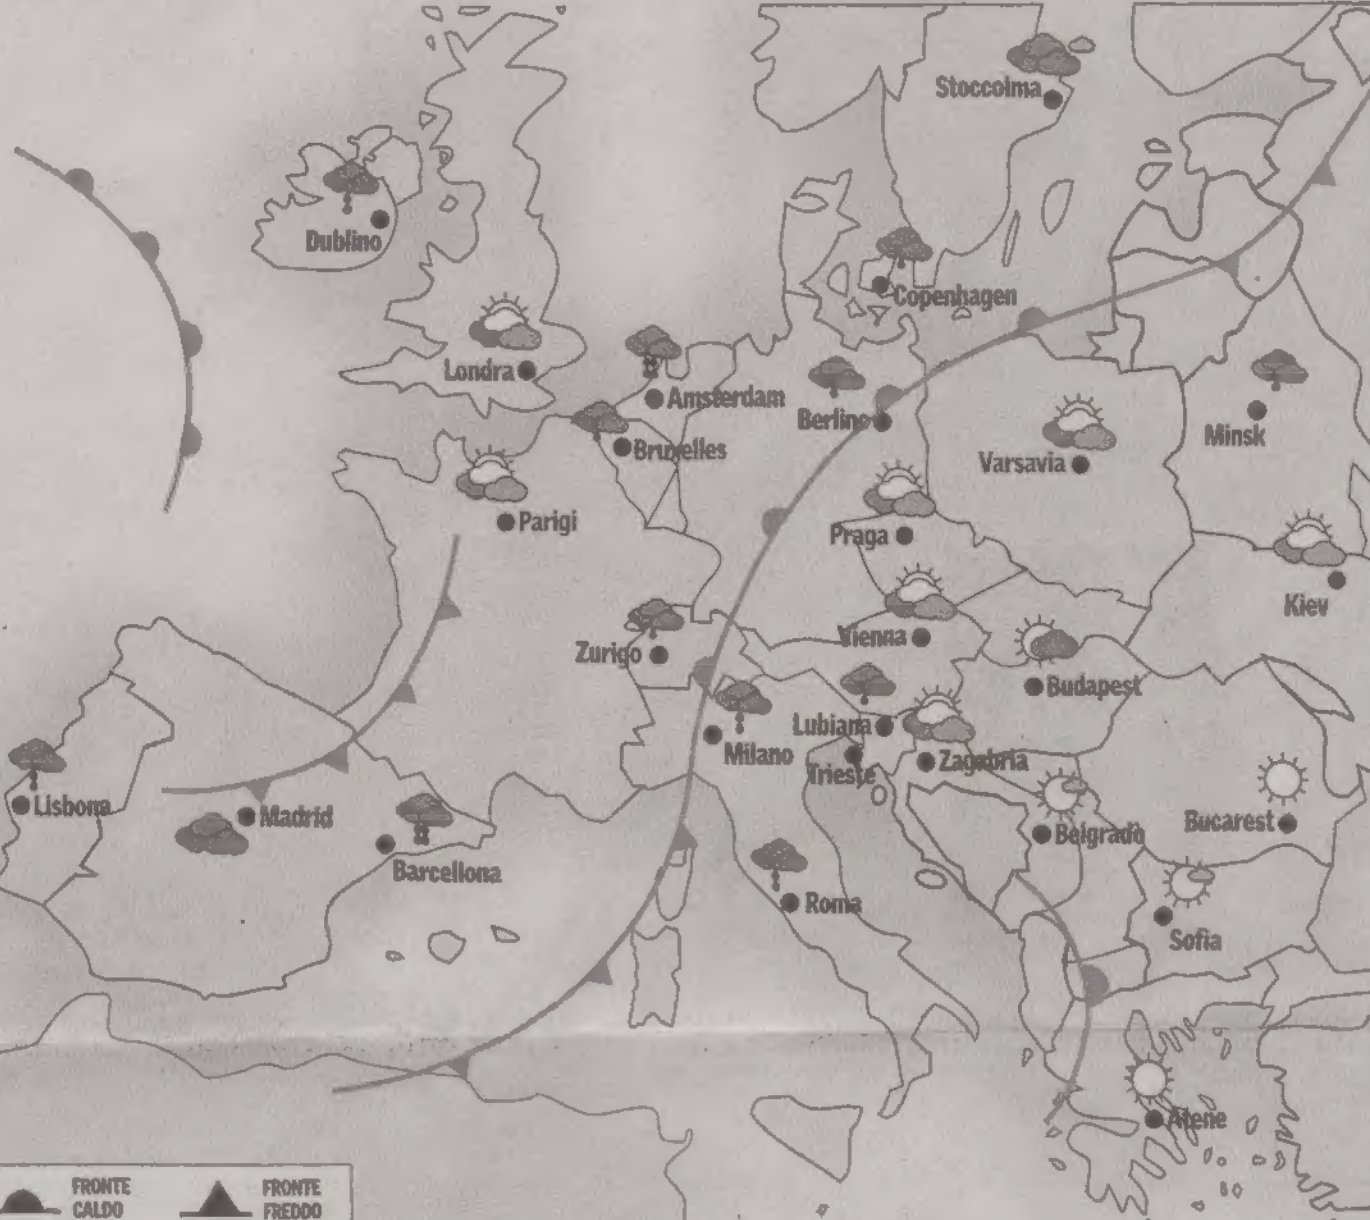 Stoccolma
Dublino
Copenhagen
Londra
Amsterdam
Berlino
Minsk
Bruxelles
Varsavia
Parigi
Praga
Kiev
Vienna
Zurigo
Budapest
Lubiana
Milano
Trieste
Zagabria
Lisbona
Madrid
Bucarest
Belgrado
Barcellona
Roma
Sofia
Atene
FRONTE
CALDO
FRONTE
FREDDO